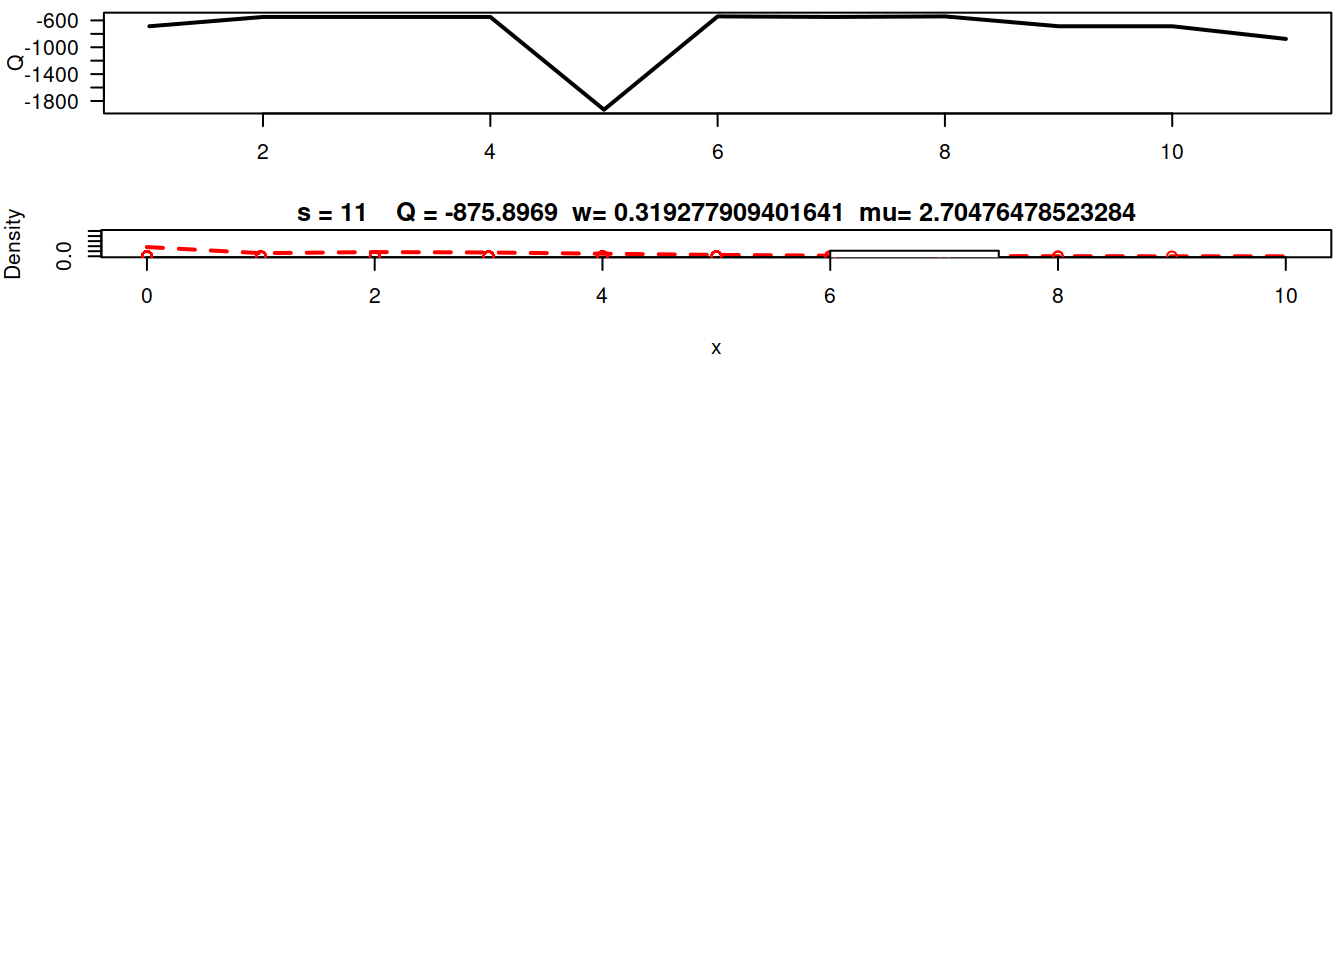 Q
-600
-1000
-1400
-1800
2 4 6 8 10
s = 11 Q = -875.8969 w= 0.319277909401641 mu= 2.70476478523284
Density
0.0
0 2 4 6 8 10
x